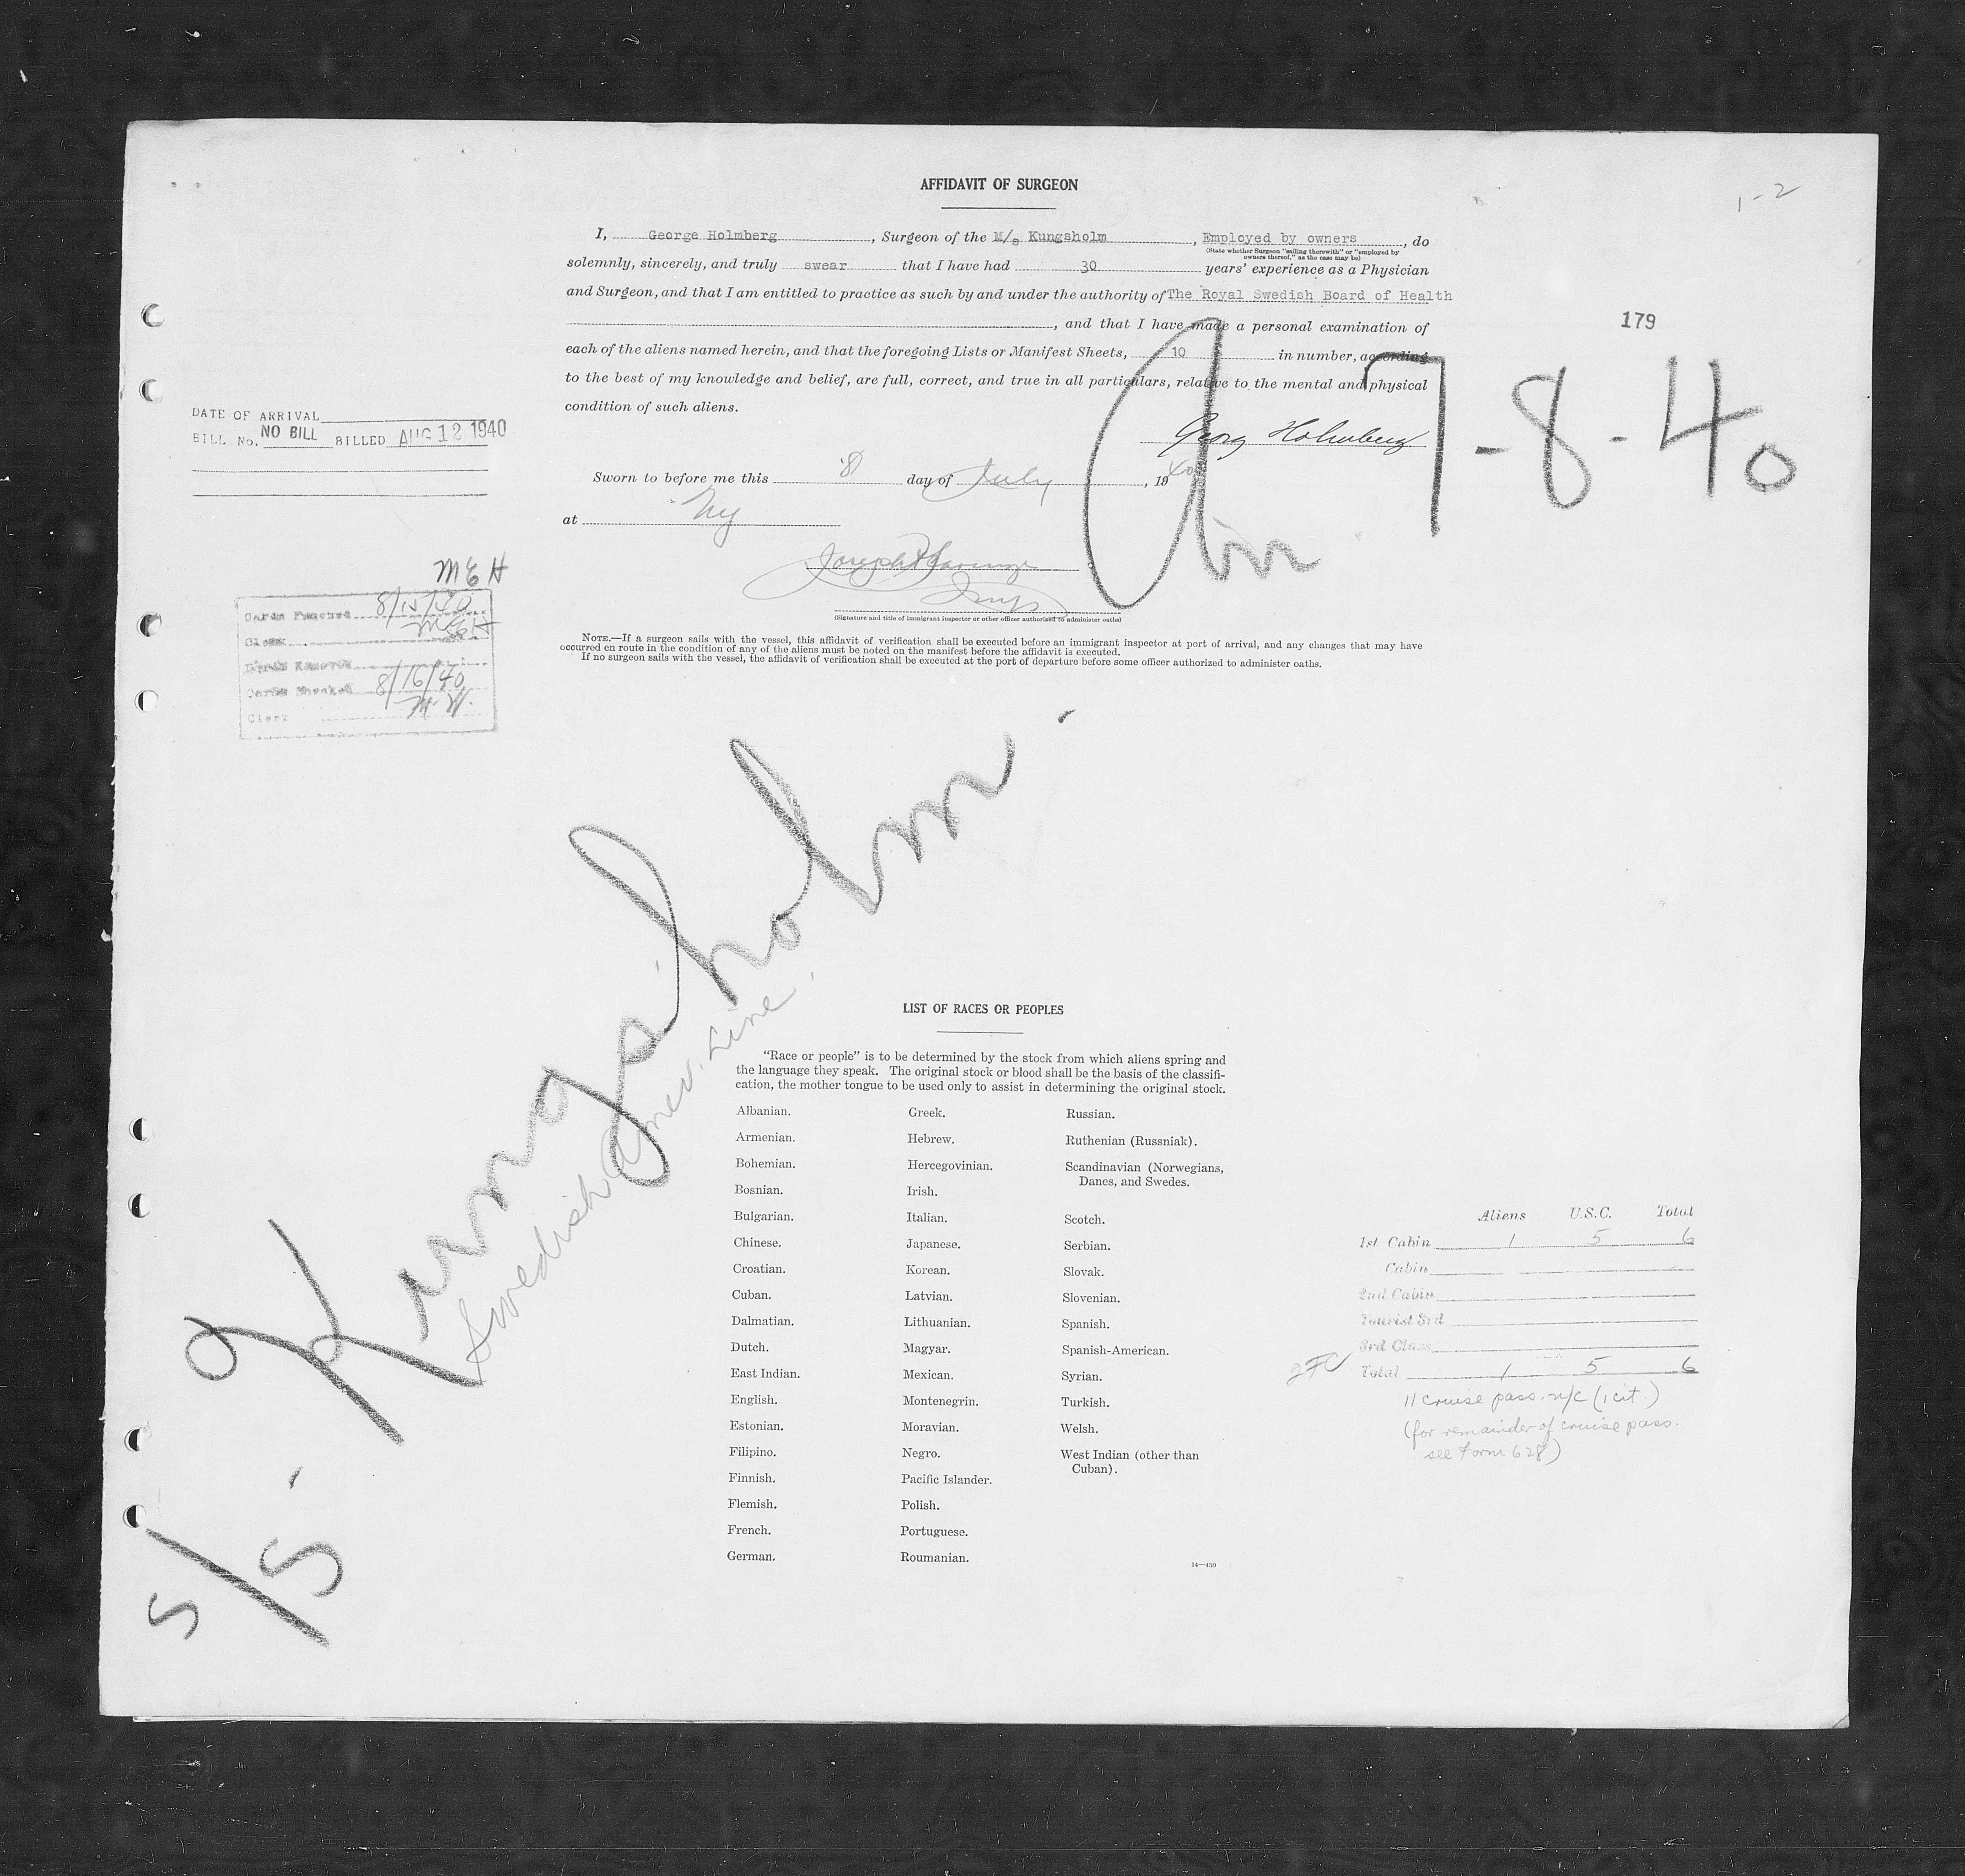 1-2
AFFIDAVIT OF SURGEON
I, George Holmberg, Surgeon of the M/s Kungsholm, Employed by owners, do
(State whether Surgeon "sailing therewith" or "employed by
owners thereof," as the case may be)
solemnly, sincerely, and truly swear that I have had 30 years' experience as a Physician
and Surgeon, and that I am entitled to practice as such by and under the authority of The Royal Swedish Board of Health
, and that I have made a personal examination of
each of the aliens named herein, and that the foregoing Lists or Manifest Sheets, 10 in number, according
to the best of my knowledge and belief, are full, correct, and true in all particulars, relative to the mental and physical
condition of such aliens.
179
7-8-40
Georg Holmberg
Sworn to before me this 8 day of July, 1940
at NY
Insp
(Signature and title of immigrant inspector or other officer authorized to administer oaths)
NOTE.—If a surgeon sails with the vessel, this affidavit of verification shall be executed before an immigrant inspector at port of arrival, and any changes that may have
occurred en route in the condition of any of the aliens must be noted on the manifest before the affidavit is executed.
If no surgeon sails with the vessel, the affidavit of verification shall be executed at the port of departure before some officer authorized to administer oaths.
DATE OF ARRIVAL
BILL No. NO BILL BILLED AUG 12 1940
MEH
Cards Punched 8/15/40
Clerk MEH
Cards Checked 8/16/40
Clerk M.W.
S/S. Kungsholm
Swedish Amer. Line
LIST OF RACES OR PEOPLES
"Race or people" is to be determined by the stock from which aliens spring and
the language they speak. The original stock or blood shall be the basis of the classifi-
cation, the mother tongue to be used only to assist in determining the original stock.
Albanian.
Armenian.
Bohemian.
Bosnian.
Bulgarian.
Chinese.
Croatian.
Cuban.
Dalmatian.
Dutch.
East Indian.
English.
Estonian.
Filipino.
Finnish.
Flemish.
French.
German.
Greek.
Hebrew.
Hercegovinian.
Irish.
Italian.
Japanese.
Korean.
Latvian.
Lithuanian.
Magyar.
Mexican.
Montenegrin.
Moravian.
Negro.
Pacific Islander.
Polish.
Portuguese.
Roumanian.
Russian.
Ruthenian (Russniak).
Scandinavian (Norwegians,
Danes, and Swedes.
Scotch.
Serbian.
Slovak.
Slovenian.
Spanish.
Spanish-American.
Syrian.
Turkish.
Welsh.
West Indian (other than
Cuban).
14—430
Aliens U.S.C. Total
1st Cabin 1 5 6
Cabin
2nd Cabin
Tourist 3rd
3rd Class
Total 1 5 6
11 cruise pass. n/c (1 cit.)
(for remainder of cruise pass.
see Form 628)